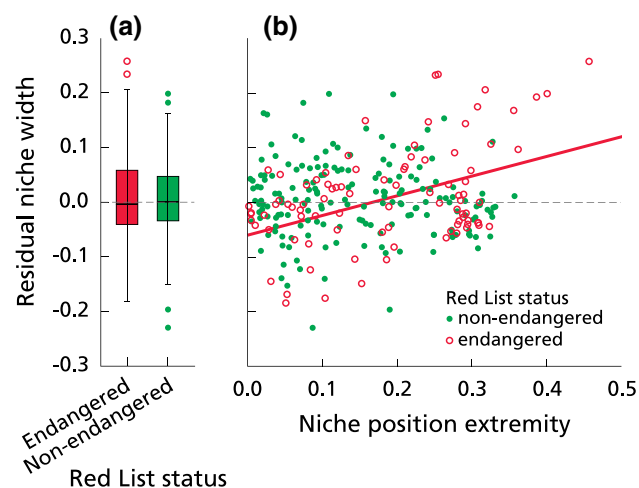 (a)
(b)
Residual niche width
0.3
0.2
0.1
0.0
-0.1
-0.2
-0.3
Endangered
Non-endangered
Red List status
Red List status
non-endangered
endangered
0.0 0.1 0.2 0.3 0.4 0.5
Niche position extremity